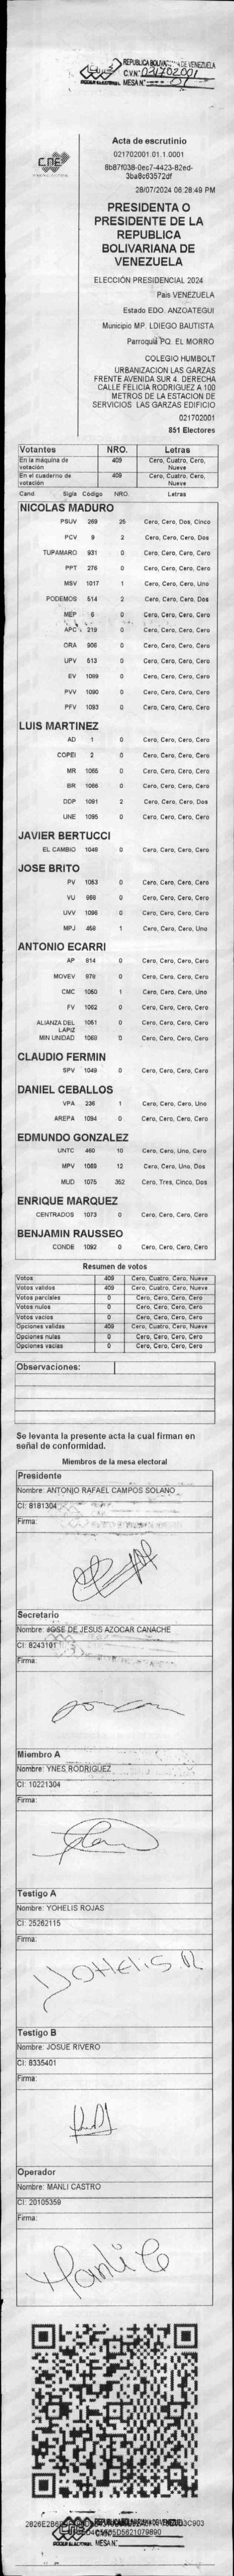 REPUBLICA BOLIVARIANA DE VENEZUELA
C.V.Nº 021702001
PODER ELECTORAL MESA Nº 01
CNE
Acta de escrutinio
021702001.01.1.0001
8b87f038-0ec7-4423-82ed-
3ba8c63572df
28/07/2024 06:28:49 PM
PRESIDENTA O
PRESIDENTE DE LA
REPUBLICA
BOLIVARIANA DE
VENEZUELA
ELECCIÓN PRESIDENCIAL 2024
Pais VENEZUELA
Estado EDO. ANZOATEGUI
Municipio MP. LDIEGO BAUTISTA
Parroquia PQ. EL MORRO
COLEGIO HUMBOLT
URBANIZACION LAS GARZAS
FRENTE AVENIDA SUR 4. DERECHA
CALLE FELICIA RODRIGUEZ A 100
METROS DE LA ESTACION DE
SERVICIOS LAS GARZAS EDIFICIO
021702001
851 Electores
Votantes NRO. Letras
En la máquina de votación 409 Cero, Cuatro, Cero, Nueve
En el cuaderno de votación 409 Cero, Cuatro, Cero, Nueve
Cand. Sigla Código NRO. Letras
NICOLAS MADURO
PSUV 269 25 Cero, Cero, Dos, Cinco
PCV 9 2 Cero, Cero, Cero, Dos
TUPAMARO 931 0 Cero, Cero, Cero, Cero
PPT 276 0 Cero, Cero, Cero, Cero
MSV 1017 1 Cero, Cero, Cero, Uno
PODEMOS 514 2 Cero, Cero, Cero, Dos
MEP 6 0 Cero, Cero, Cero, Cero
APC 219 0 Cero, Cero, Cero, Cero
ORA 906 0 Cero, Cero, Cero, Cero
UPV 513 0 Cero, Cero, Cero, Cero
EV 1089 0 Cero, Cero, Cero, Cero
PVV 1090 0 Cero, Cero, Cero, Cero
PFV 1093 0 Cero, Cero, Cero, Cero
LUIS MARTINEZ
AD 1 0 Cero, Cero, Cero, Cero
COPEI 2 0 Cero, Cero, Cero, Cero
MR 1065 0 Cero, Cero, Cero, Cero
BR 1066 0 Cero, Cero, Cero, Cero
DDP 1091 2 Cero, Cero, Cero, Dos
UNE 1095 0 Cero, Cero, Cero, Cero
JAVIER BERTUCCI
EL CAMBIO 1048 0 Cero, Cero, Cero, Cero
JOSE BRITO
PV 1053 0 Cero, Cero, Cero, Cero
VU 868 0 Cero, Cero, Cero, Cero
UVV 1096 0 Cero, Cero, Cero, Cero
MPJ 458 1 Cero, Cero, Cero, Uno
ANTONIO ECARRI
AP 814 0 Cero, Cero, Cero, Cero
MOVEV 979 0 Cero, Cero, Cero, Cero
CMC 1050 1 Cero, Cero, Cero, Uno
FV 1052 0 Cero, Cero, Cero, Cero
ALIANZA DEL LAPIZ 1051 0 Cero, Cero, Cero, Cero
MIN UNIDAD 1068 0 Cero, Cero, Cero, Cero
CLAUDIO FERMIN
SPV 1049 0 Cero, Cero, Cero, Cero
DANIEL CEBALLOS
VPA 236 1 Cero, Cero, Cero, Uno
AREPA 1094 0 Cero, Cero, Cero, Cero
EDMUNDO GONZALEZ
UNTC 460 10 Cero, Cero, Uno, Cero
MPV 1089 12 Cero, Cero, Uno, Dos
MUD 1075 352 Cero, Tres, Cinco, Dos
ENRIQUE MARQUEZ
CENTRADOS 1073 0 Cero, Cero, Cero, Cero
BENJAMIN RAUSSEO
CONDE 1092 0 Cero, Cero, Cero, Cero
Resumen de votos
Votos 409 Cero, Cuatro, Cero, Nueve
Votos validos 409 Cero, Cuatro, Cero, Nueve
Votos parciales 0 Cero, Cero, Cero, Cero
Votos nulos 0 Cero, Cero, Cero, Cero
Votos vacios 0 Cero, Cero, Cero, Cero
Opciones validas 409 Cero, Cuatro, Cero, Nueve
Opciones nulas 0 Cero, Cero, Cero, Cero
Opciones vacias 0 Cero, Cero, Cero, Cero
Observaciones:
Se levanta la presente acta la cual firman en
señal de conformidad.
Miembros de la mesa electoral
Presidente
Nombre: ANTONIO RAFAEL CAMPOS SOLANO
CI: 8181304
Firma:
Secretario
Nombre: JOSE DE JESUS AZOCAR CANACHE
CI: 8243191
Firma:
Miembro A
Nombre: YNES RODRIGUEZ
CI: 10221304
Firma:
Testigo A
Nombre: YOHELIS ROJAS
CI: 25262115
Firma:
Yohelis R
Testigo B
Nombre: JOSUE RIVERO
CI: 8335401
Firma:
Operador
Nombre: MANLI CASTRO
CI: 20105359
Firma:
Manli C
CNE
PODER ELECTORAL MESA Nº